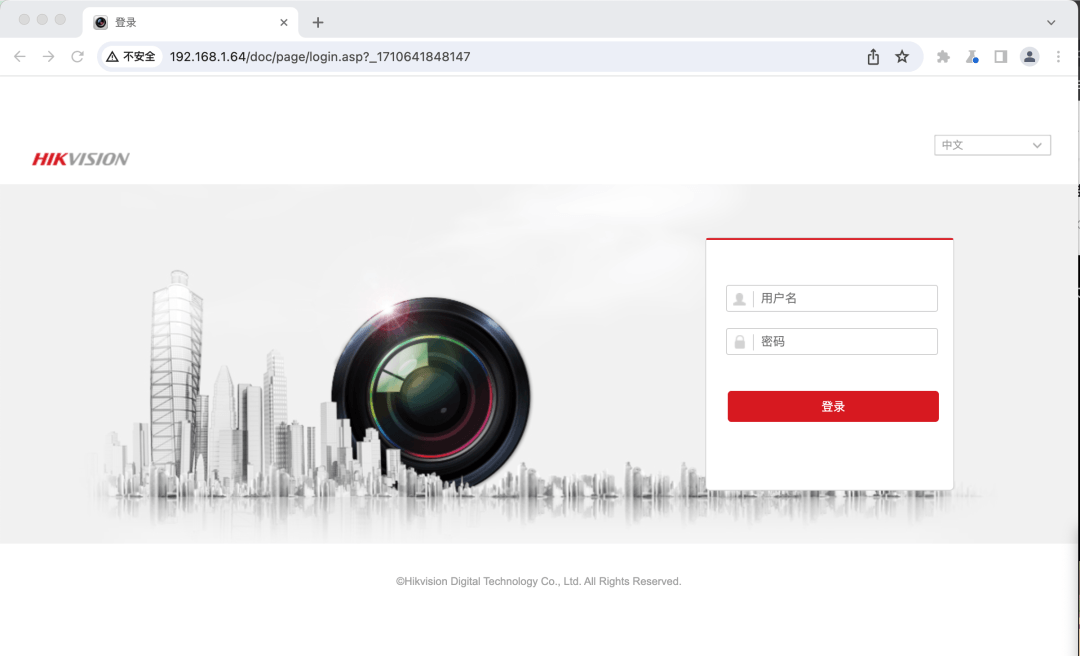 登录
不安全 192.168.1.64/doc/page/login.asp?_1710641848147
中文
HIKVISION
用户名
密码
登录
©Hikvision Digital Technology Co., Ltd. All Rights Reserved.